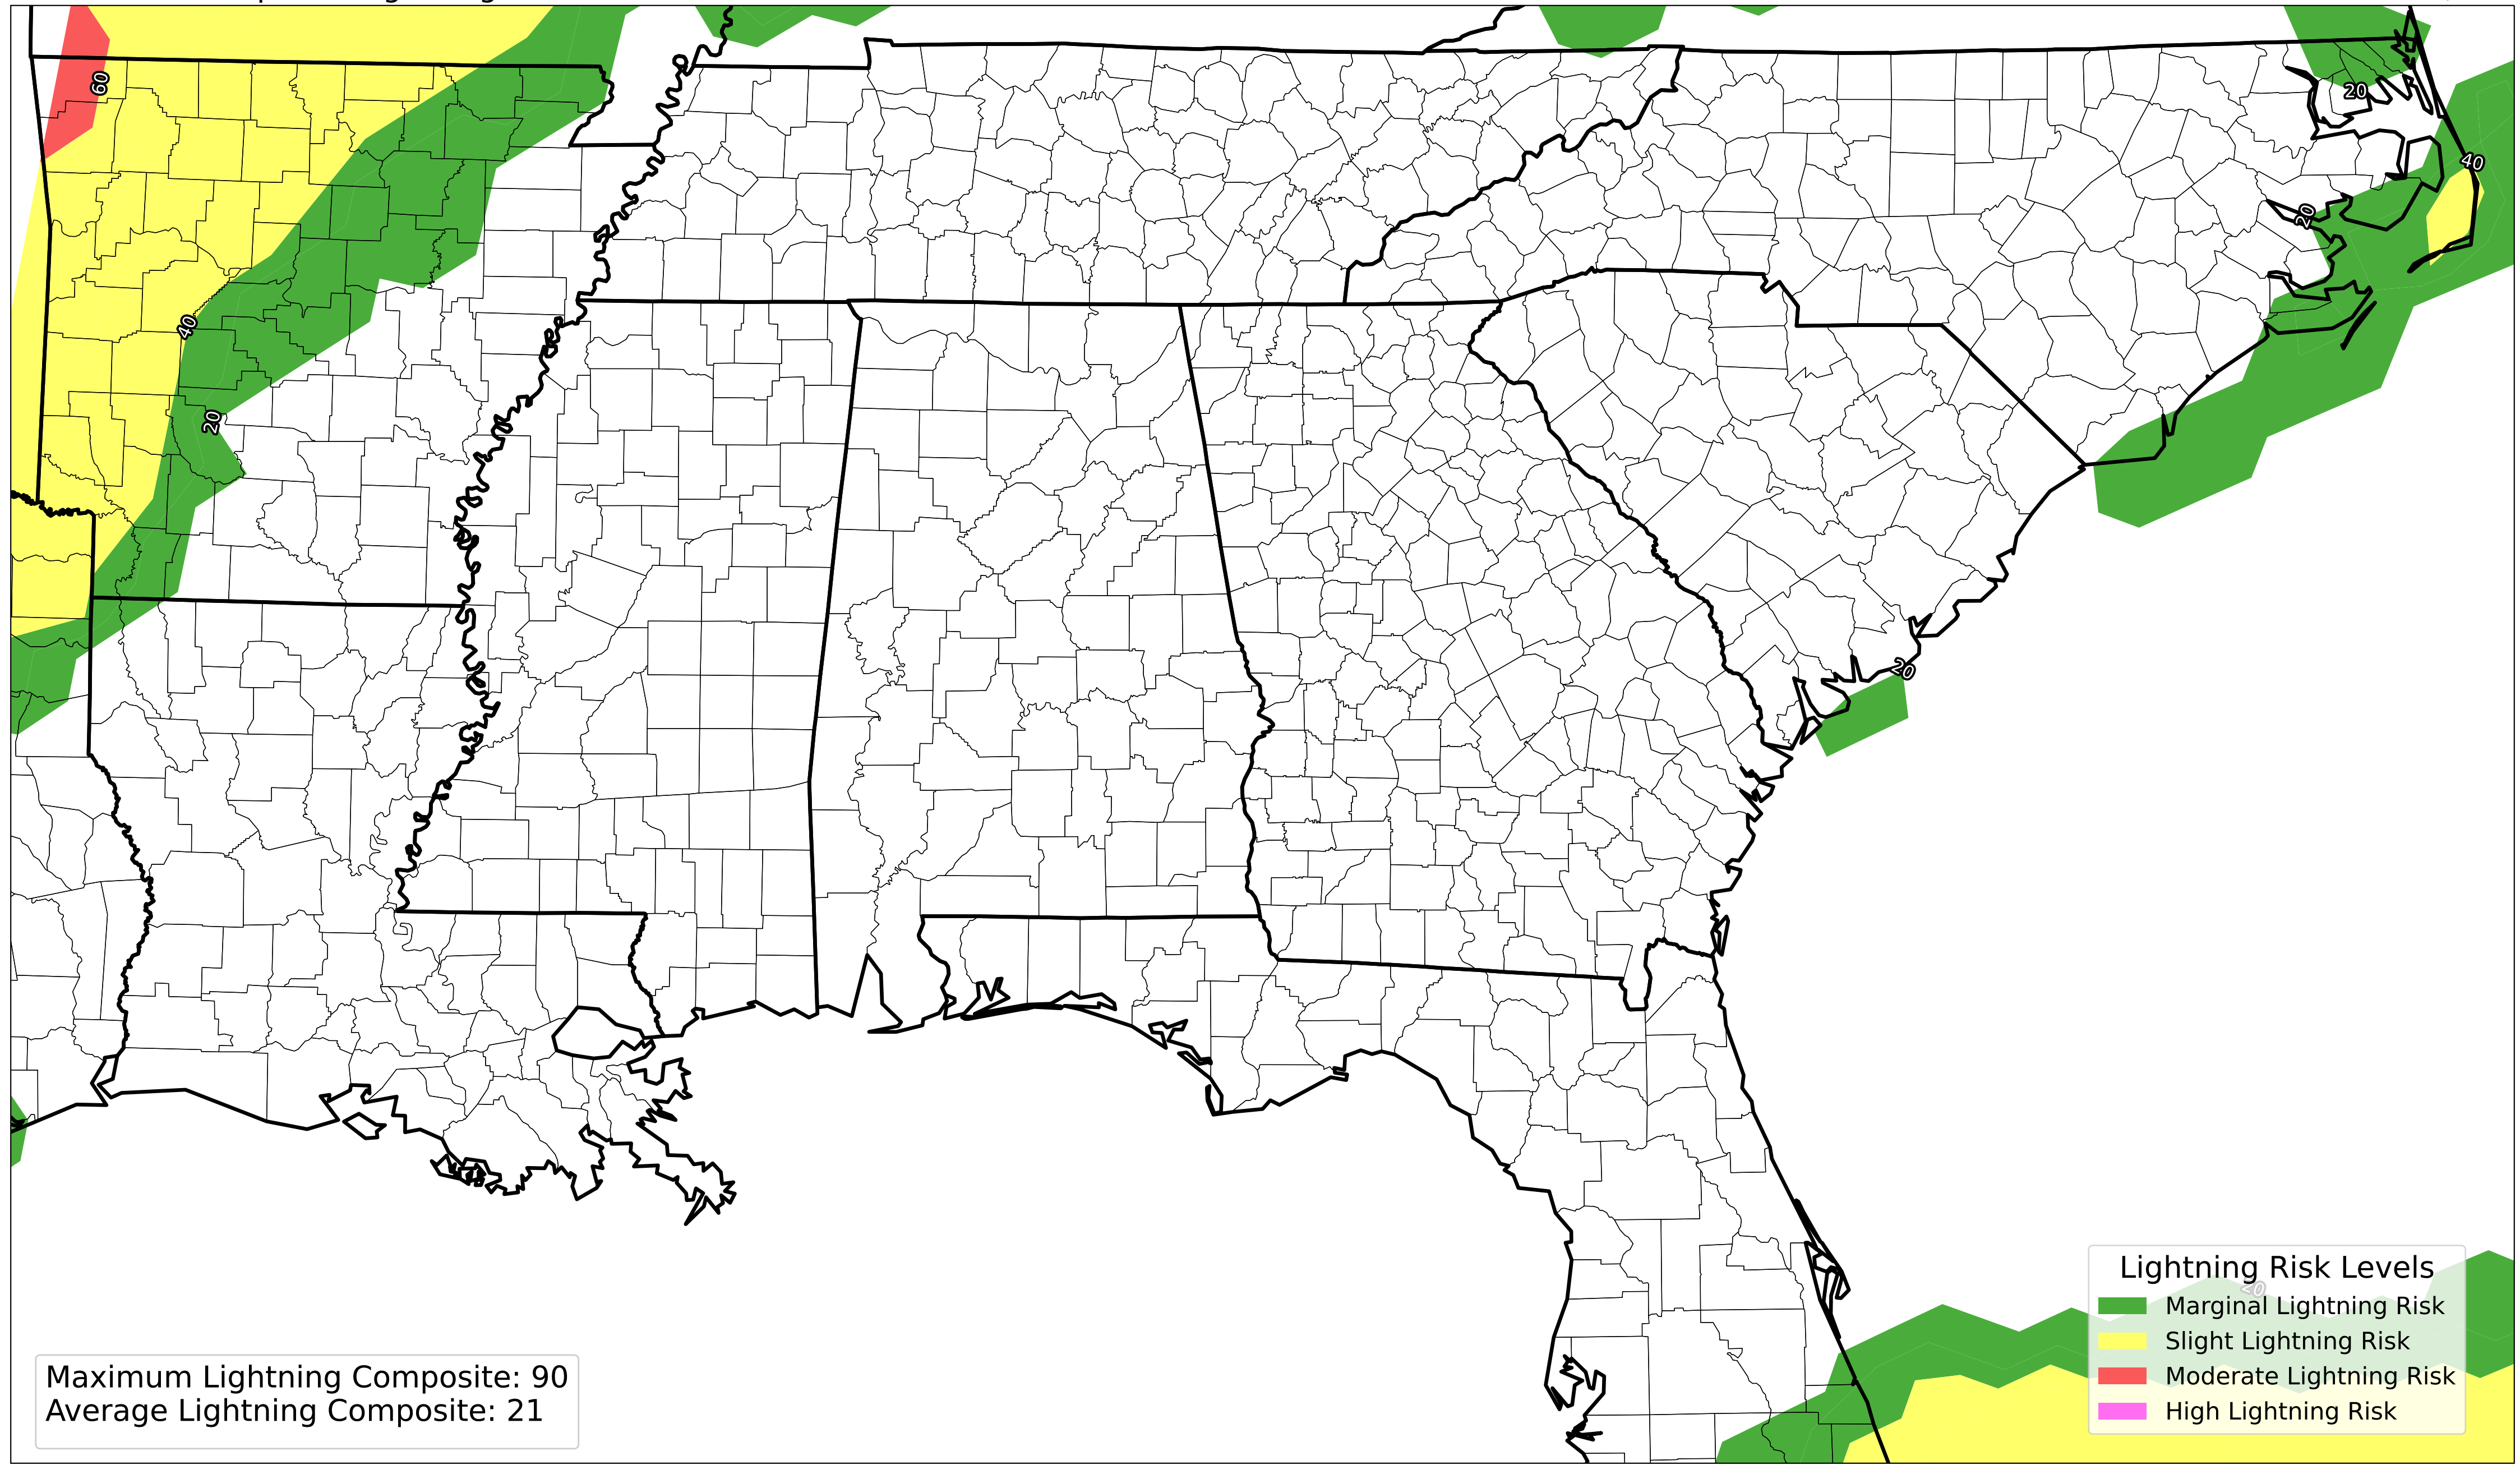 60
20
40
20
40
20
20
Lightning Risk Levels
20
Marginal Lightning Risk
Slight Lightning Risk
Moderate Lightning Risk
High Lightning Risk
Maximum Lightning Composite: 90
Average Lightning Composite: 21